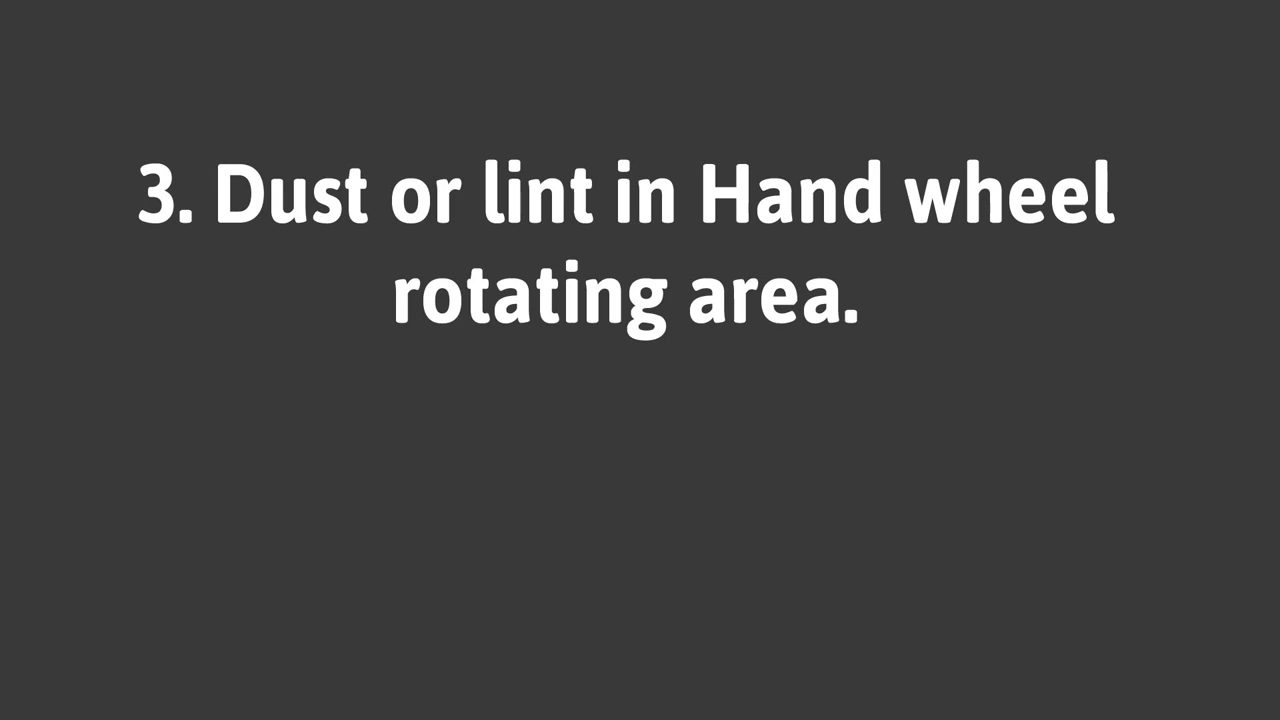 3. Dust or lint in Hand wheel
rotating area.